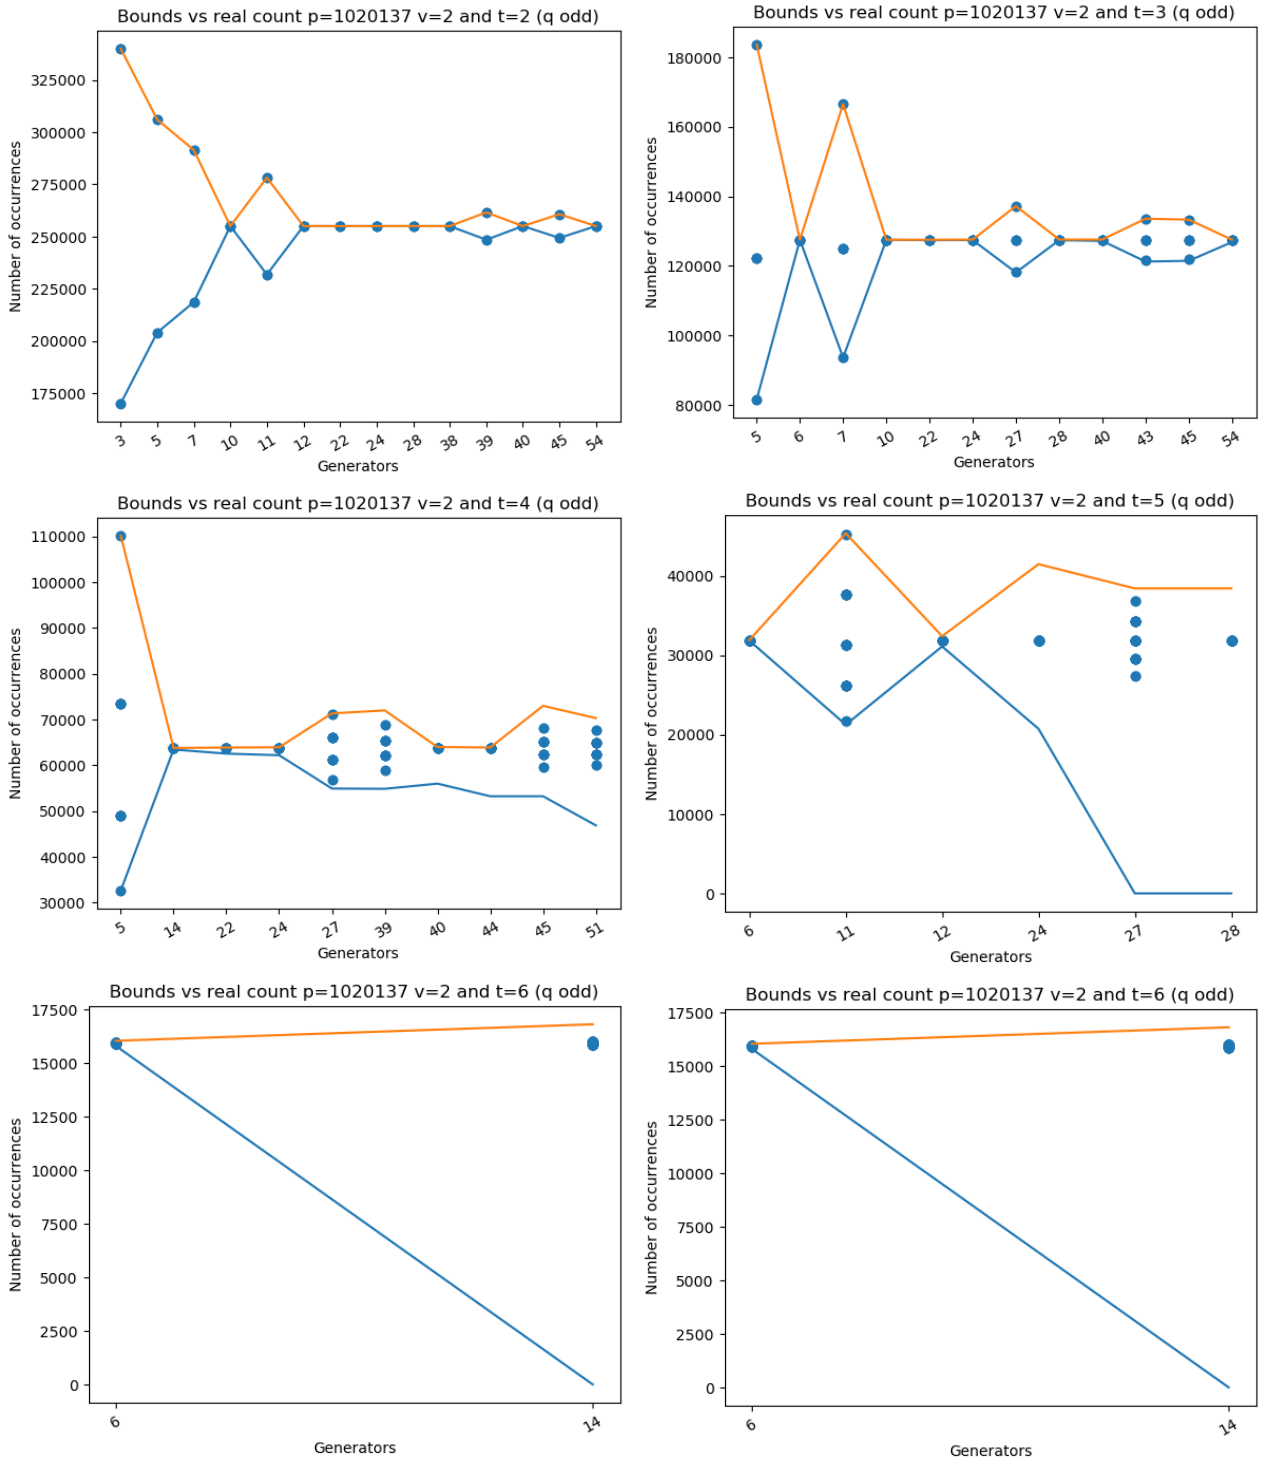 Bounds vs real count p=1020137 v=2 and t=2 (q odd)
Number of occurrences
325000
300000
275000
250000
225000
200000
175000
3 5 7 10 11 12 22 24 28 38 39 40 45 54
Generators
Bounds vs real count p=1020137 v=2 and t=3 (q odd)
Number of occurrences
180000
160000
140000
120000
100000
80000
5 6 7 10 22 24 27 28 40 43 45 54
Generators
Bounds vs real count p=1020137 v=2 and t=4 (q odd)
Number of occurrences
110000
100000
90000
80000
70000
60000
50000
40000
30000
5 14 22 24 27 39 40 44 45 51
Generators
Bounds vs real count p=1020137 v=2 and t=5 (q odd)
Number of occurrences
40000
30000
20000
10000
0
6 11 12 24 27 28
Generators
Bounds vs real count p=1020137 v=2 and t=6 (q odd)
Number of occurrences
17500
15000
12500
10000
7500
5000
2500
0
6 14
Generators
Bounds vs real count p=1020137 v=2 and t=6 (q odd)
Number of occurrences
17500
15000
12500
10000
7500
5000
2500
0
6 14
Generators